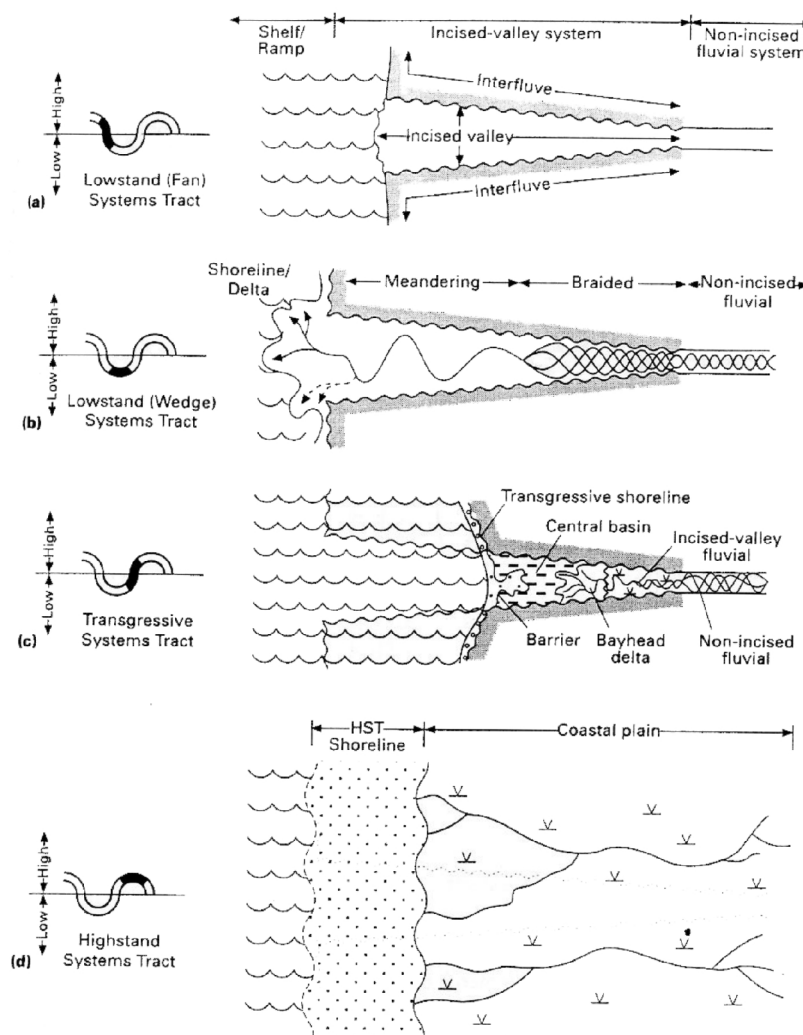 Shelf/
Ramp
Incised-valley system
Non-incised
fluvial system
High
Low
(a)
Lowstand (Fan)
Systems Tract
Interfluve
Incised valley
Interfluve
Shoreline/
Delta
Meandering
Braided
Non-incised
fluvial
High
Low
(b)
Lowstand (Wedge)
Systems Tract
Transgressive shoreline
Central basin
Incised-valley
fluvial
High
Low
(c)
Transgressive
Systems Tract
Barrier
Bayhead
delta
Non-incised
fluvial
HST
Shoreline
Coastal plain
High
Low
(d)
Highstand
Systems Tract